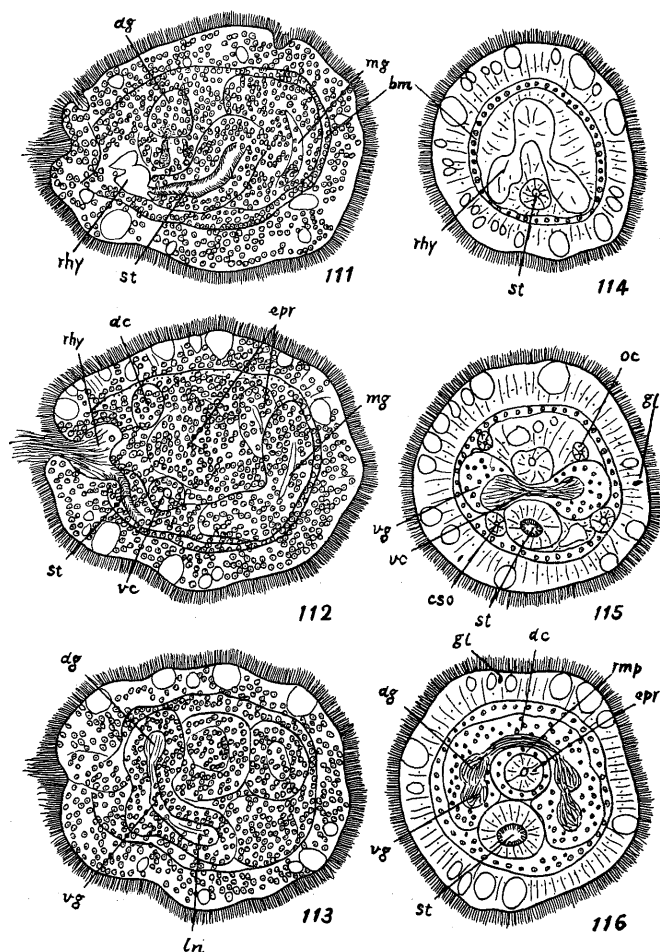 dg
mg
bm
rhy
st
111
rhy
st
114
rhy
dc
epr
mg
st
vc
112
oc
gl
vg
vc
cso
st
115
dg
vg
ln
113
gl
dc
rmp
epr
dg
vg
st
116